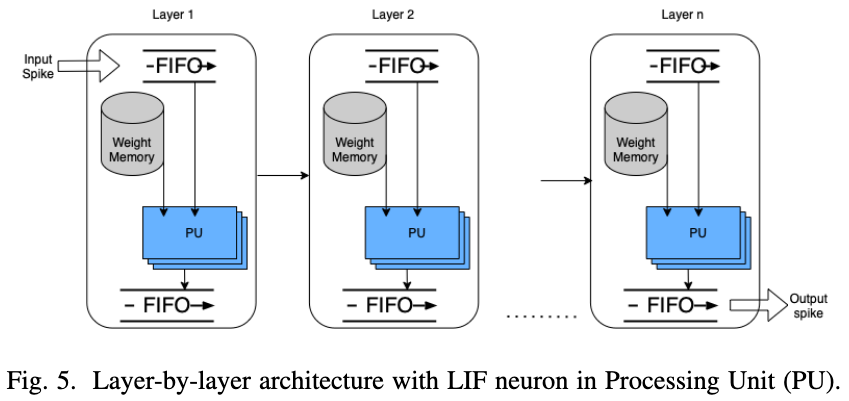 Layer 1
Layer 2
Layer n
Input
Spike
-FIFO
-FIFO
-FIFO
Weight
Memory
Weight
Memory
Weight
Memory
PU
PU
PU
- FIFO
- FIFO
- FIFO
.........
Output
spike
Fig. 5. Layer-by-layer architecture with LIF neuron in Processing Unit (PU).